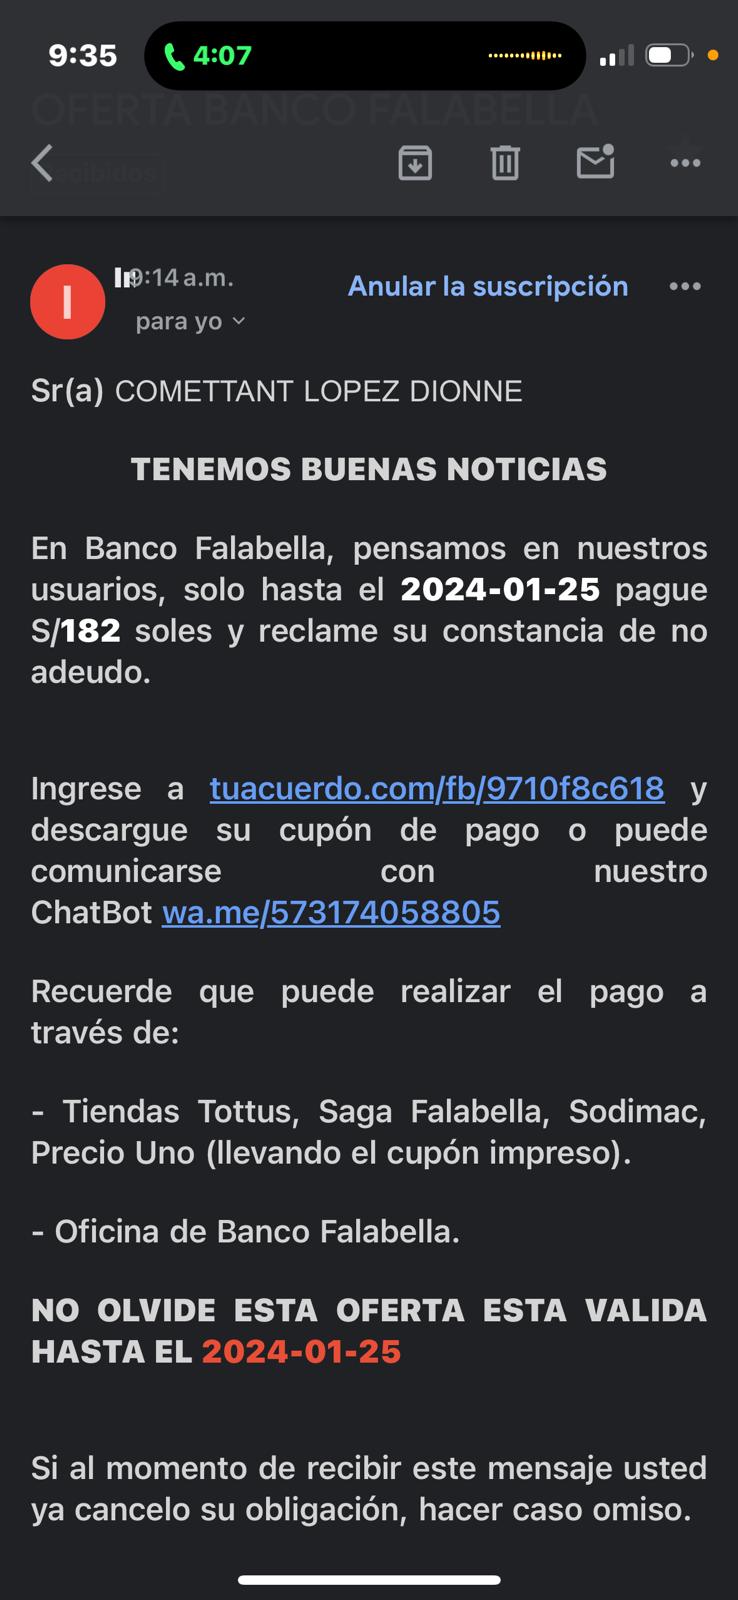 9:35
4:07
OFERTA BANCO FALABELLA
Recibidos
I
9:14 a.m.
Anular la suscripción
para yo
Sr(a) COMETTANT LOPEZ DIONNE
TENEMOS BUENAS NOTICIAS
En Banco Falabella, pensamos en nuestros
usuarios, solo hasta el 2024-01-25 pague
S/182 soles y reclame su constancia de no
adeudo.
Ingrese a tuacuerdo.com/fb/9710f8c618 y
descargue su cupón de pago o puede
comunicarse con nuestro
ChatBot wa.me/573174058805
Recuerde que puede realizar el pago a
través de:
- Tiendas Tottus, Saga Falabella, Sodimac,
Precio Uno (llevando el cupón impreso).
- Oficina de Banco Falabella.
NO OLVIDE ESTA OFERTA ESTA VALIDA
HASTA EL 2024-01-25
Si al momento de recibir este mensaje usted
ya cancelo su obligación, hacer caso omiso.